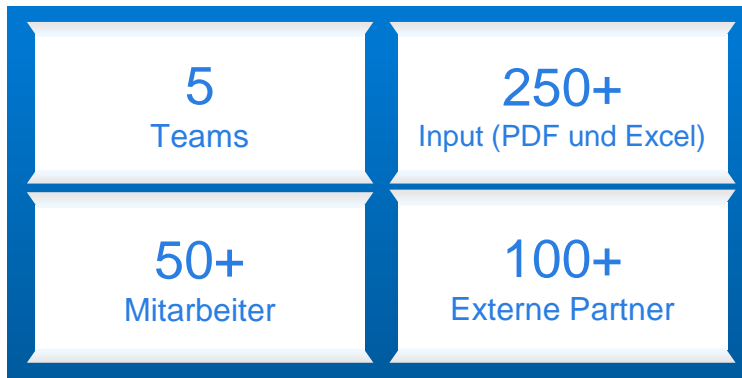 5
Teams
250+
Input (PDF und Excel)
50+
Mitarbeiter
100+
Externe Partner